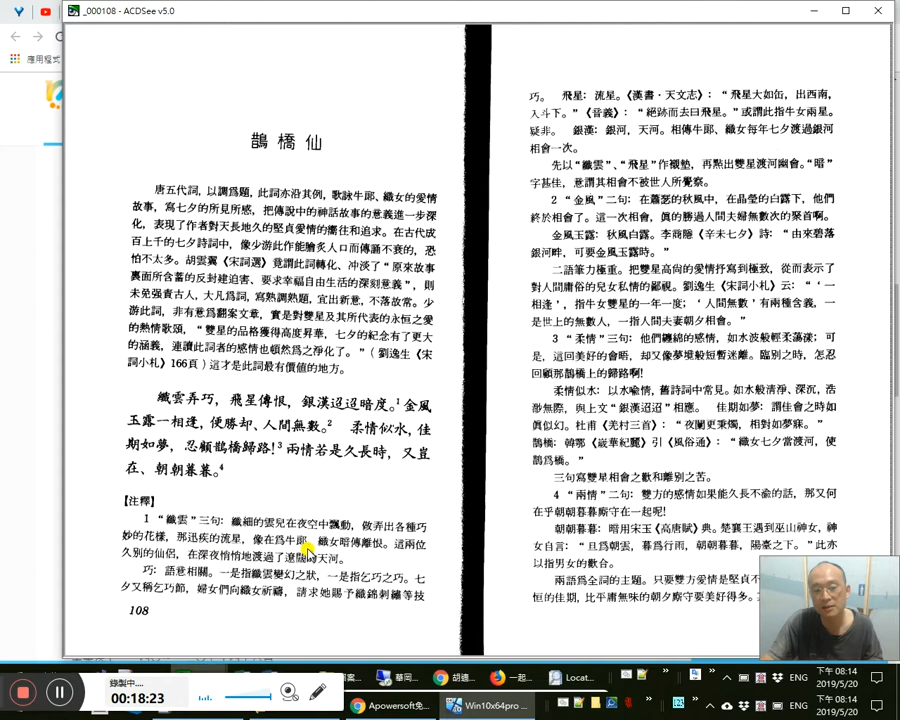 _000108 - ACDSee v5.0
應用程式
鵲橋仙
唐五代詞，以調爲題，此詞亦沿其例，歌詠牛郎、織女的愛情
故事，寫七夕的所見所感，把傳說中的神話故事的意義進一步深
化，表現了作者對天長地久的堅貞愛情的嚮往和追求。在古代成
百上千的七夕詩詞中，像少游此作能膾炙人口而傳誦不衰的，恐
怕不太多。胡雲翼《宋詞選》竟謂此詞轉化、冲淡了“原來故事
裏面所含蓄的反封建迫害、要求幸福自由生活的深刻意義”，則
未免强責古人，大凡爲詞，寫熟調熟題，宜出新意，不落故常。少
游此詞，非有意爲翻案文章，實是對雙星及其所代表的永恒之愛
的熱情歌頌，“雙星的品格獲得高度昇華，七夕的紀念有了更大
的涵義，連讀此詞者的感情也頓然爲之淨化了。”（劉逸生《宋
詞小札》166頁）這才是此詞最有價值的地方。
纖雲弄巧，飛星傳恨，銀漢迢迢暗度。1金風
玉露一相逢，便勝却、人間無數。2 柔情似水，佳
期如夢，忍顧鵲橋歸路！3兩情若是久長時，又豈
在、朝朝暮暮。4
【注釋】
1 “纖雲”三句：纖細的雲兒在夜空中飄動，做弄出各種巧
妙的花樣，那迅疾的流星，像在爲牛郎、織女暗傳離恨。這兩位
久別的仙侶，在深夜悄悄地渡過了遼濶的天河。
巧：語意相關。一是指纖雲變幻之狀，一是指乞巧之巧。七
夕又稱乞巧節，婦女們向織女祈禱，請求她賜予織錦刺繡等技
108
巧。 飛星：流星。《漢書·天文志》：“飛星大如缶，出西南，
入斗下。”《音義》：“絕跡而去曰飛星。”或謂此指牛女兩星。
疑非。 銀漢：銀河，天河。相傳牛郎、織女每年七夕渡過銀河
相會一次。
先以“纖雲”、“飛星”作襯墊，再點出雙星渡河幽會。“暗”
字甚佳，意謂其相會不被世人所覺察。
2 “金風”二句：在蕭瑟的秋風中，在晶瑩的白露下，他們
終於相會了。這一次相會，眞的勝過人間夫婦無數次的聚首啊。
金風玉露：秋風白露。李商隱《辛未七夕》詩：“由來碧落
銀河畔，可要金風玉露時。”
二語筆力極重。把雙星高尚的愛情抒寫到極致，從而表示了
對人間庸俗的兒女私情的鄙視。劉逸生《宋詞小札》云：“‘一
相逢’，指牛女雙星的一年一度；‘人間無數’有兩種含義，一
是世上的無數人，一指人間夫妻朝夕相會。”
3 “柔情”三句：他們纏綿的感情，如水波般輕柔蕩漾；可
是，這回美好的會晤，却又像夢境般短暫迷離。臨別之時，怎忍
回顧那鵲橋上的歸路啊！
柔情似水：以水喻情，舊詩詞中常見。如水般清淨、深沉，浩
渺無際，與上文“銀漢迢迢”相應。 佳期如夢：謂佳會之時如
眞似幻。杜甫《羌村三首》：“夜闌更秉燭，相對如夢寐。”
鵲橋：韓鄂《歲華紀麗》引《風俗通》：“織女七夕當渡河，使
鵲爲橋。”
三句寫雙星相會之歡和離別之苦。
4 “兩情”二句：雙方的感情如果能久長不渝的話，那又何
在乎朝朝暮暮廝守在一起呢！
朝朝暮暮：暗用宋玉《高唐賦》典。楚襄王遇到巫山神女，神
女自言：“旦爲朝雲，暮爲行雨，朝朝暮暮，陽臺之下。”此亦
以指男女的歡合。
兩語爲全詞的主題。只要雙方愛情是堅貞不
恒的佳期，比平庸無味的朝夕廝守要美好得多。
錄製中....
00:18:23
華岡...
胡適...
一起...
Locat...
ENG
下午 08:14
2019/5/20
Apowersoft免...
Win10x64pro ...
ENG
下午 08:14
2019/5/20